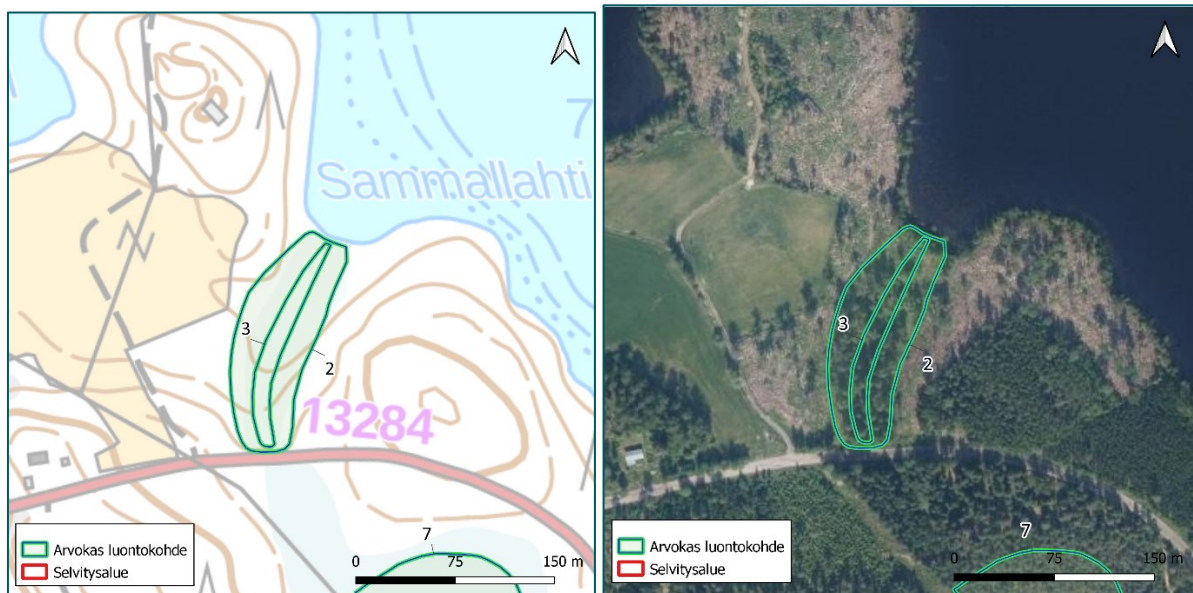 7
Sammallahti
3
2
13284
7
Arvokas luontokohde
Selvitysalue
0 75 150 m
3
2
7
Arvokas luontokohde
Selvitysalue
0 75 150 m